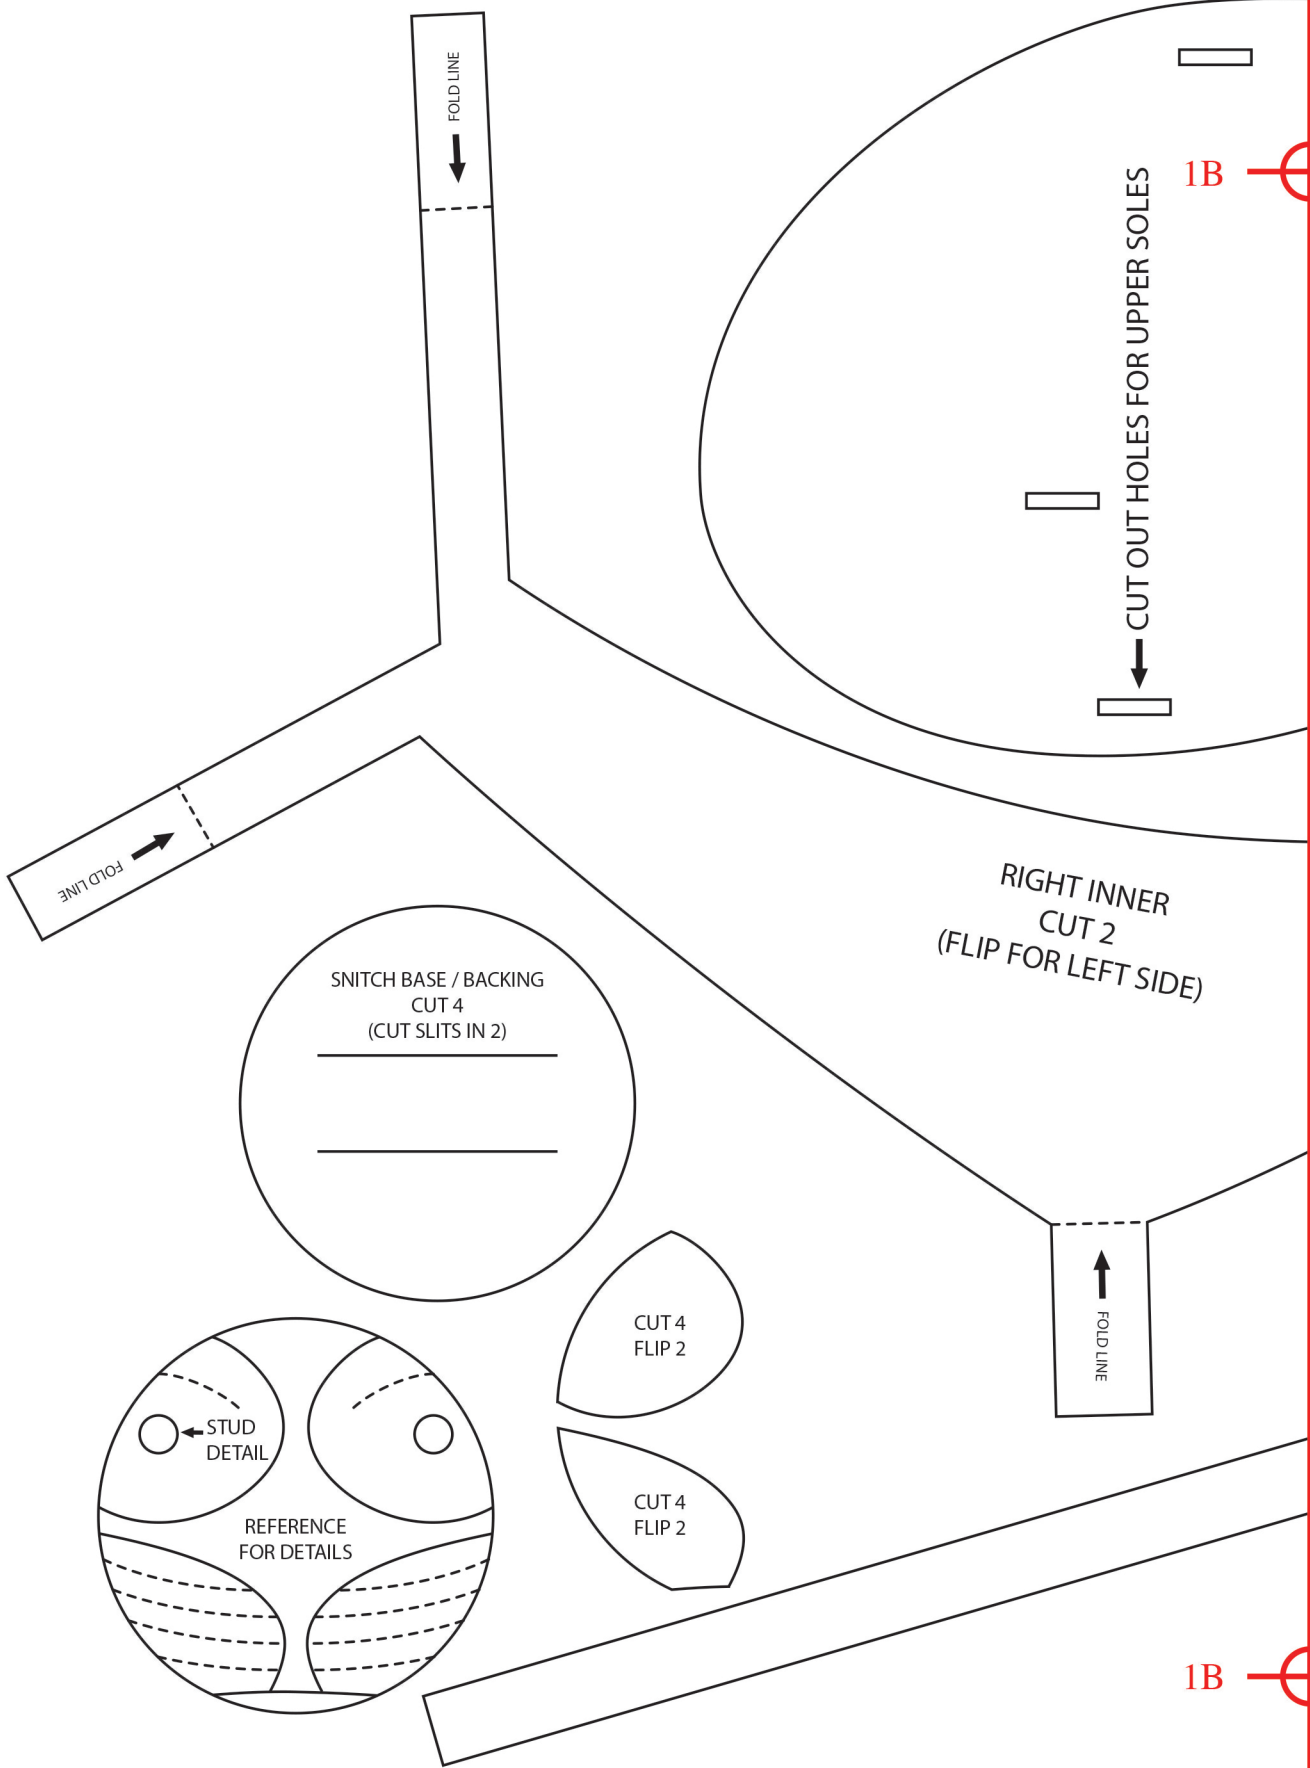 FOLD LINE
1B
CUT OUT HOLES FOR UPPER SOLES
FOLD LINE
RIGHT INNER
CUT 2
(FLIP FOR LEFT SIDE)
SNITCH BASE / BACKING
CUT 4
(CUT SLITS IN 2)
FOLD LINE
CUT 4
FLIP 2
STUD
DETAIL
CUT 4
FLIP 2
REFERENCE
FOR DETAILS
1B